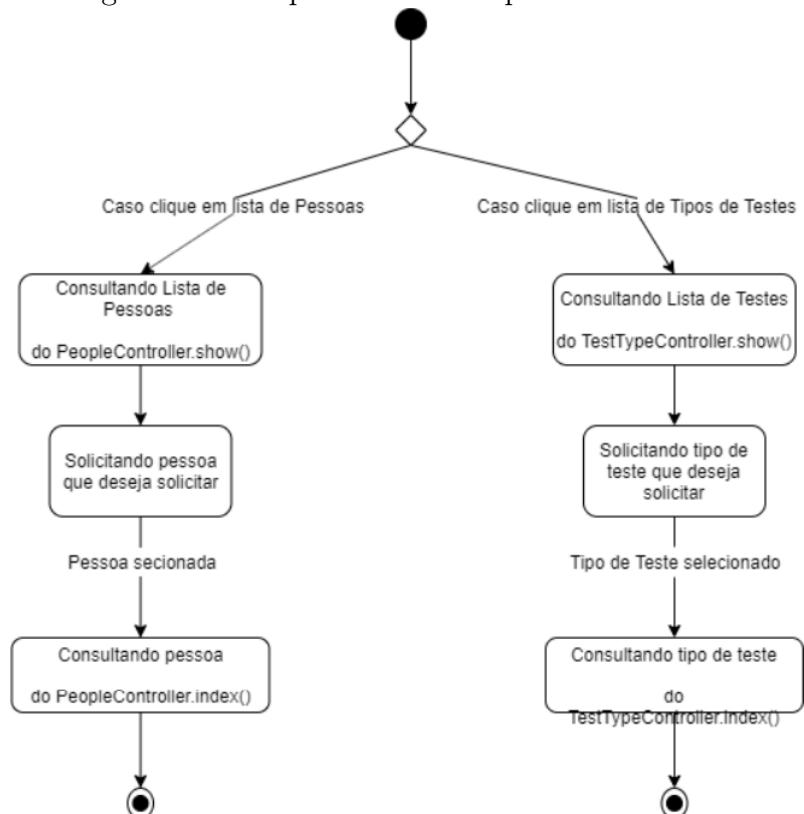 Caso clique em lista de Pessoas
Caso clique em lista de Tipos de Testes
Consultando Lista de
Pessoas
do PeopleController.show()
Consultando Lista de Testes
do TestTypeController.show()
Solicitando pessoa
que deseja solicitar
Solicitando tipo de
teste que deseja
solicitar
Pessoa secionada
Tipo de Teste selecionado
Consultando pessoa
do PeopleController.index()
Consultando tipo de teste
do
TestTypeController.index()